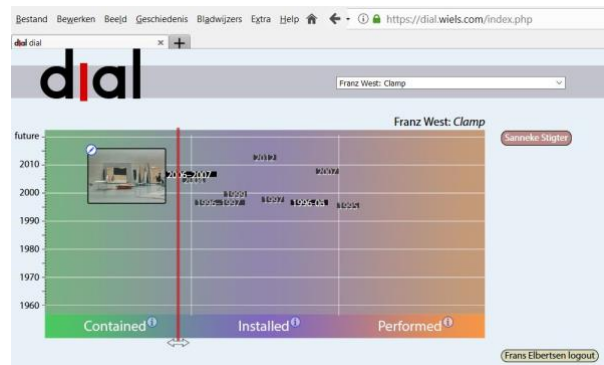 Bestand Bewerken Beeld Geschiedenis Bladwijzers Extra Help https://dial.wiels.com/index.php
dial dial
dial
Franz West: Clamp
Franz West: Clamp
future
Sanneke Stigter
2012
2010
2007
2006-2007
2000
1999
1996-1997 1997 1996-98 1995
1990
1980
1970
1960
Contained Installed Performed
Frans Elbertsen logout